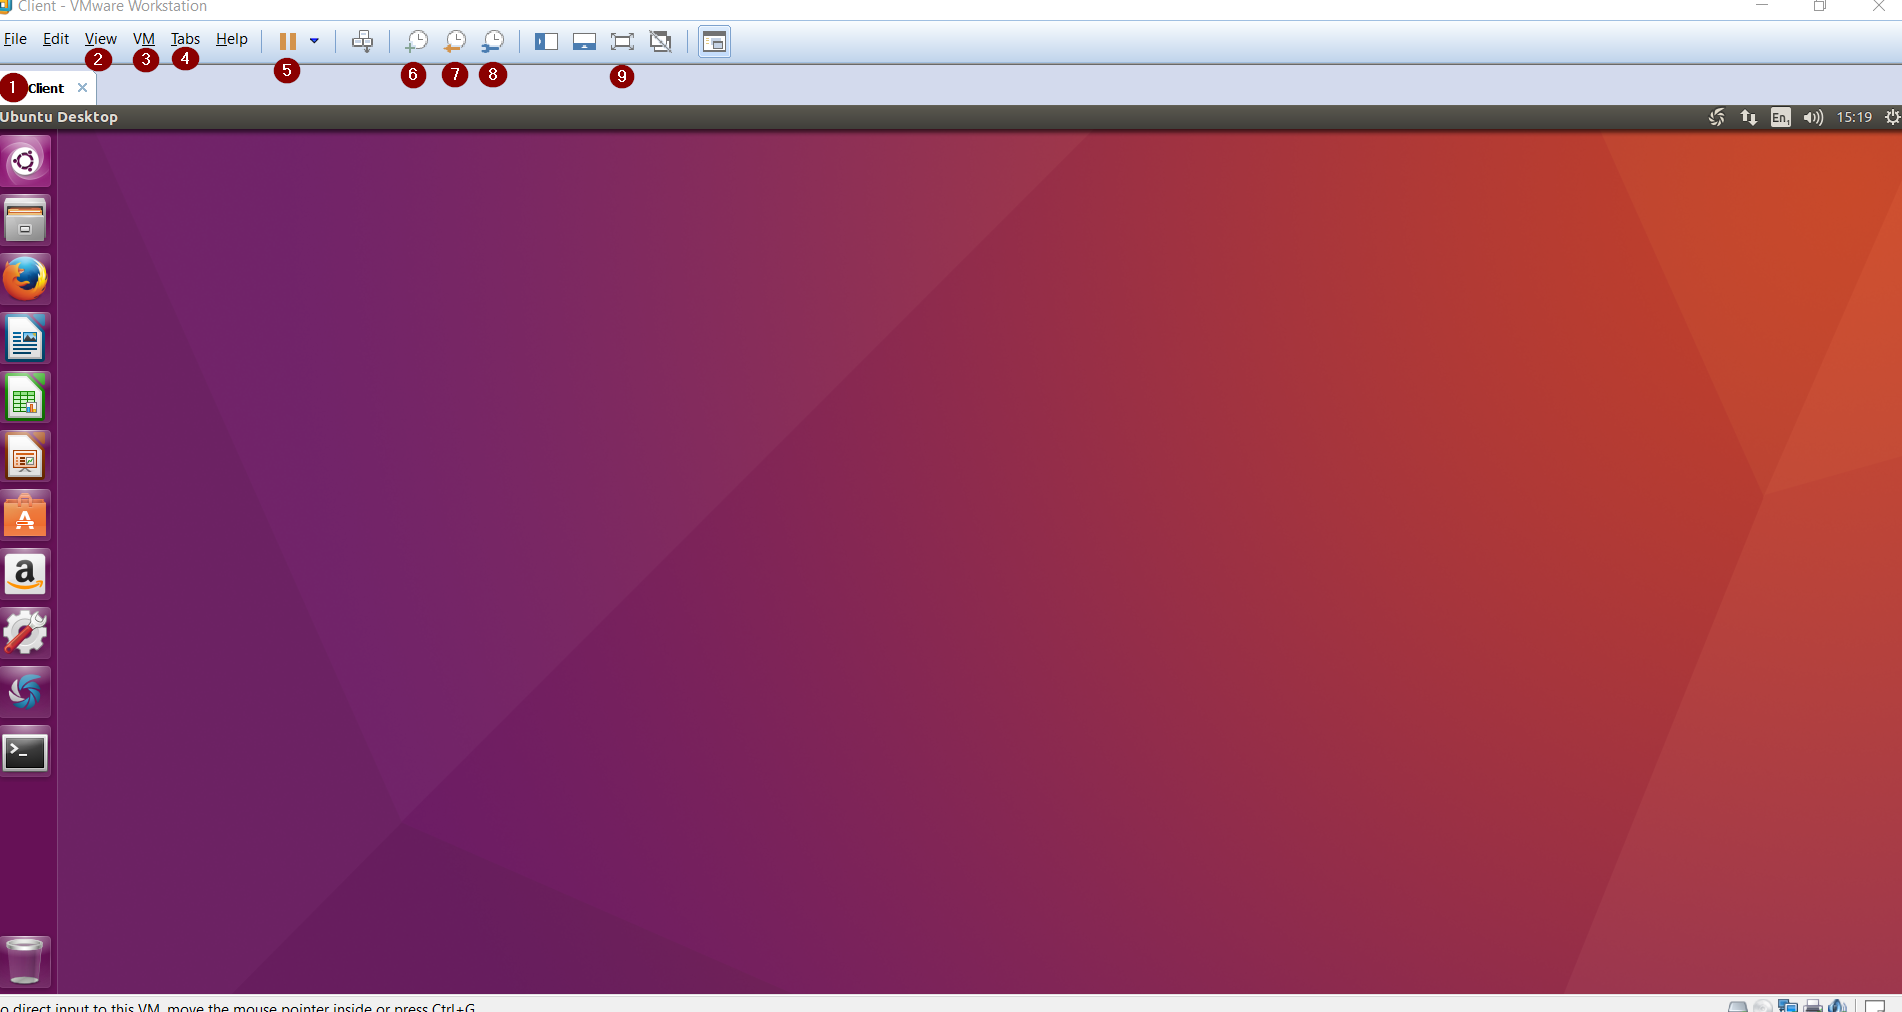 Client - VMware Workstation
File Edit View VM Tabs Help
2 3 4 5 6 7 8 9
1 Client
Ubuntu Desktop En1 15:19
o direct input to this VM, move the mouse pointer inside or press Ctrl+G.